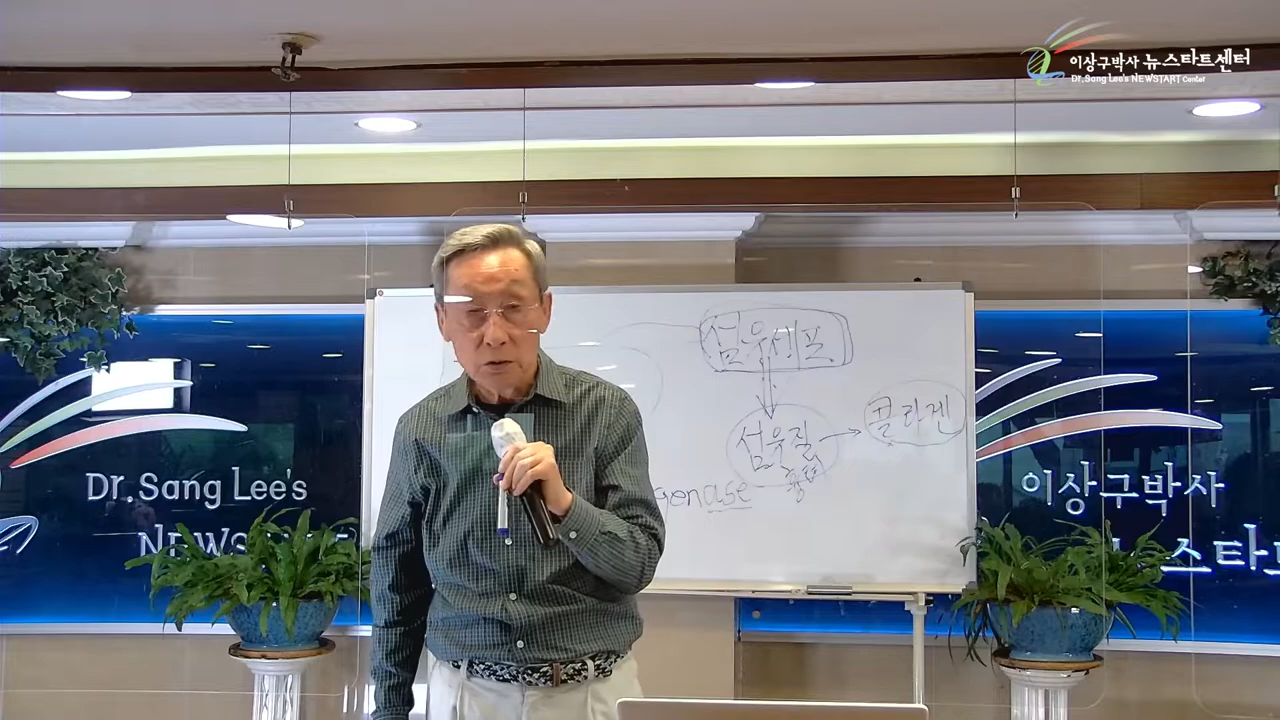 이상구박사 뉴스타트센터
Dr.Sang Lee's NEWSTART Center
섬유세포
섬유질
콜라겐
Dr. Sang Lee's
NEWSTART
이상구박사